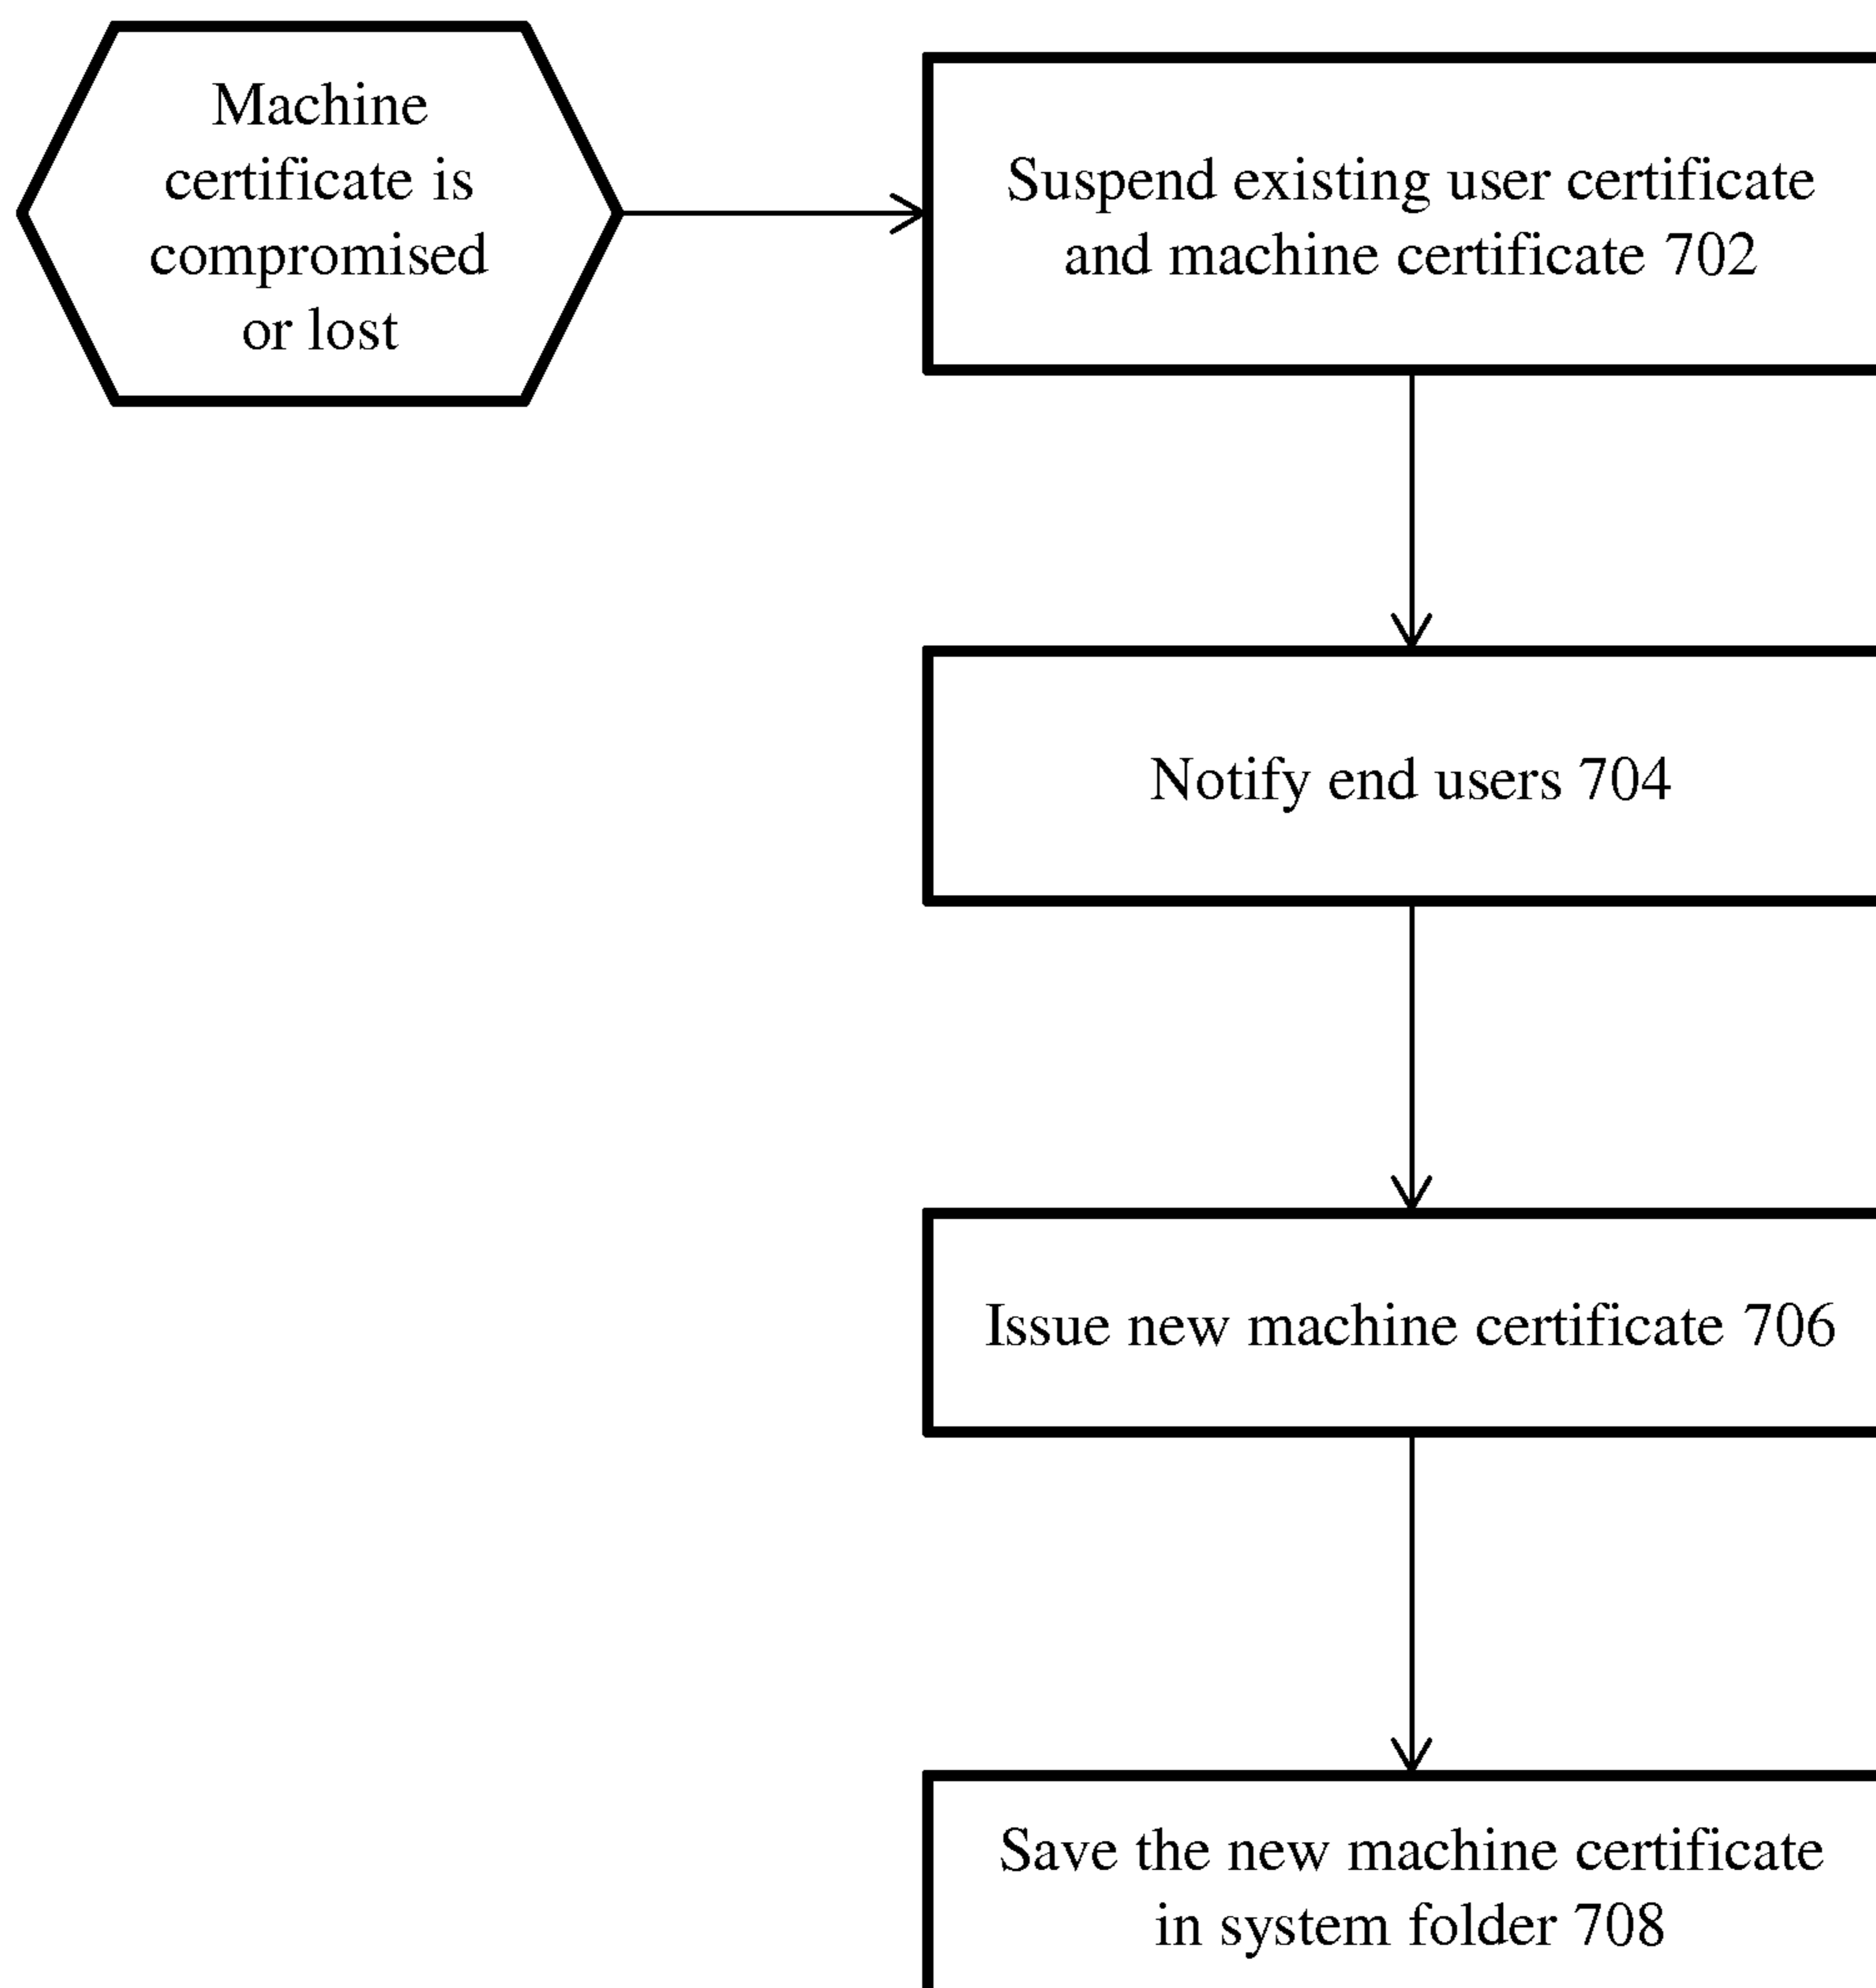 Machine
certificate is
compromised
or lost
Suspend existing user certificate
and machine certificate 702
Notify end users 704
Issue new machine certificate 706
Save the new machine certificate
in system folder 708